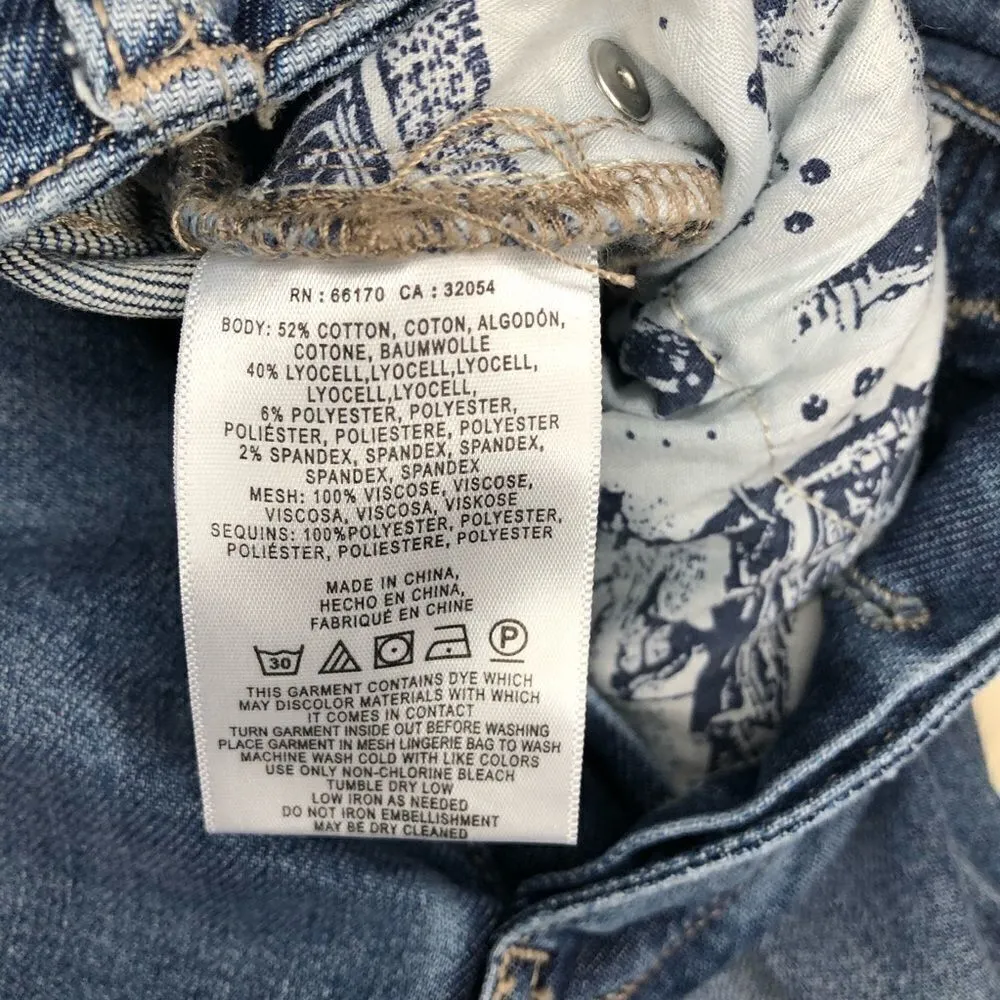 RN : 66170 CA : 32054
BODY: 52% COTTON, COTON, ALGODÓN,
COTONE, BAUMWOLLE
40% LYOCELL,LYOCELL,LYOCELL,
LYOCELL,LYOCELL,
6% POLYESTER, POLYESTER,
POLIÉSTER, POLIESTERE, POLYESTER
2% SPANDEX, SPANDEX, SPANDEX,
SPANDEX, SPANDEX
MESH: 100% VISCOSE, VISCOSE,
VISCOSA, VISCOSA, VISKOSE
SEQUINS: 100%POLYESTER, POLYESTER,
POLIÉSTER, POLIESTERE, POLYESTER
MADE IN CHINA,
HECHO EN CHINA,
FABRIQUÉ EN CHINE
30 P
THIS GARMENT CONTAINS DYE WHICH
MAY DISCOLOR MATERIALS WITH WHICH
IT COMES IN CONTACT
TURN GARMENT INSIDE OUT BEFORE WASHING
PLACE GARMENT IN MESH LINGERIE BAG TO WASH
MACHINE WASH COLD WITH LIKE COLORS
USE ONLY NON-CHLORINE BLEACH
TUMBLE DRY LOW
LOW IRON AS NEEDED
DO NOT IRON EMBELLISHMENT
MAY BE DRY CLEANED